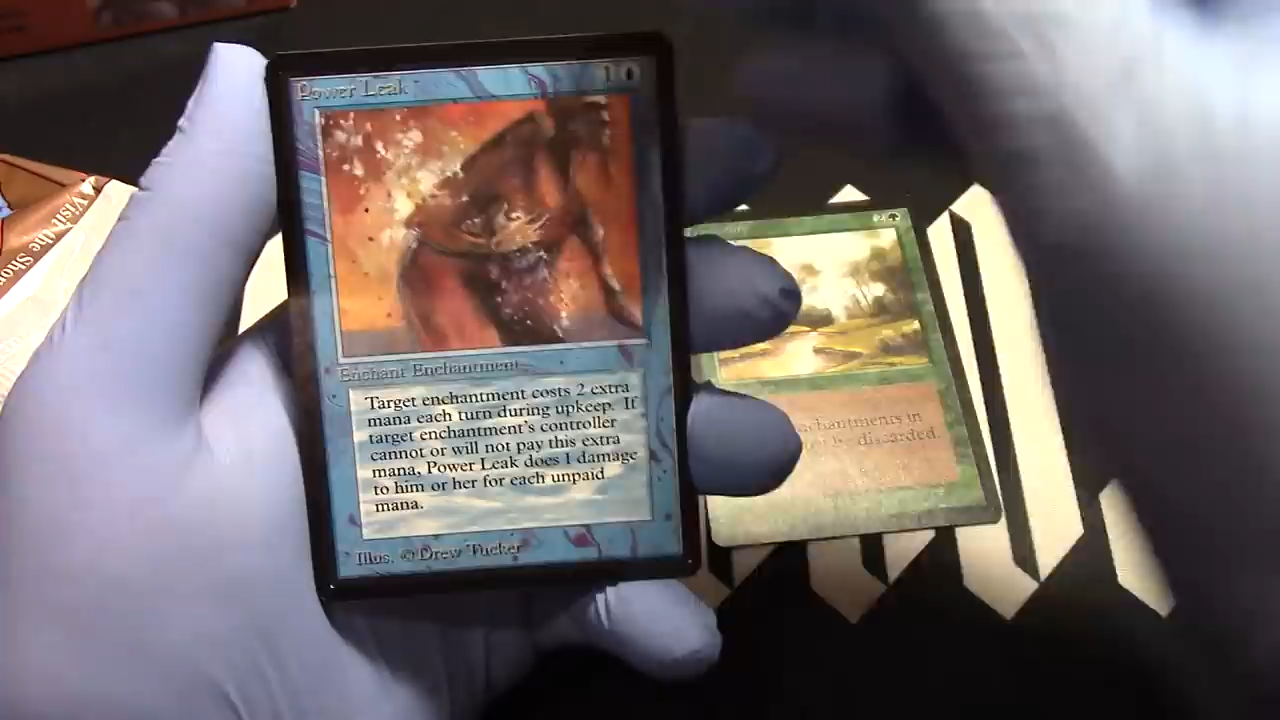 Power Leak
1
Enchant Enchantment
Target enchantment costs 2 extra
mana each turn during upkeep. If
target enchantment's controller
cannot or will not pay this extra
mana, Power Leak does 1 damage
to him or her for each unpaid
mana.
Illus. © Drew Tucker
enchantments in
be discarded.
Visit the Shop